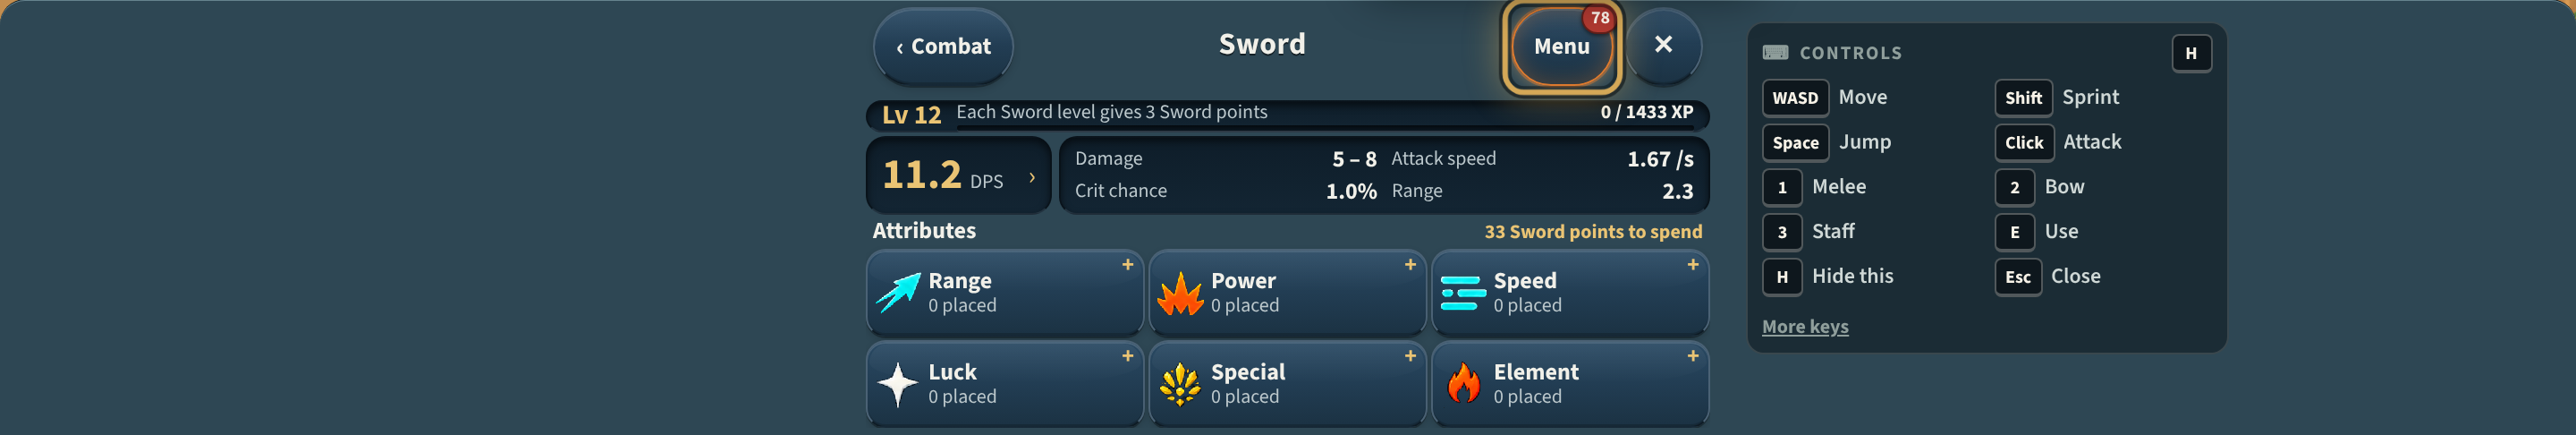 ‹ Combat
Sword
Menu
78
✕
Lv 12 Each Sword level gives 3 Sword points 0 / 1433 XP
11.2 DPS ›
Damage 5 – 8 Attack speed 1.67 /s
Crit chance 1.0% Range 2.3
Attributes 33 Sword points to spend
Range +
0 placed
Power +
0 placed
Speed +
0 placed
Luck +
0 placed
Special +
0 placed
Element +
0 placed
CONTROLS H
WASD Move Shift Sprint
Space Jump Click Attack
1 Melee 2 Bow
3 Staff E Use
H Hide this Esc Close
More keys